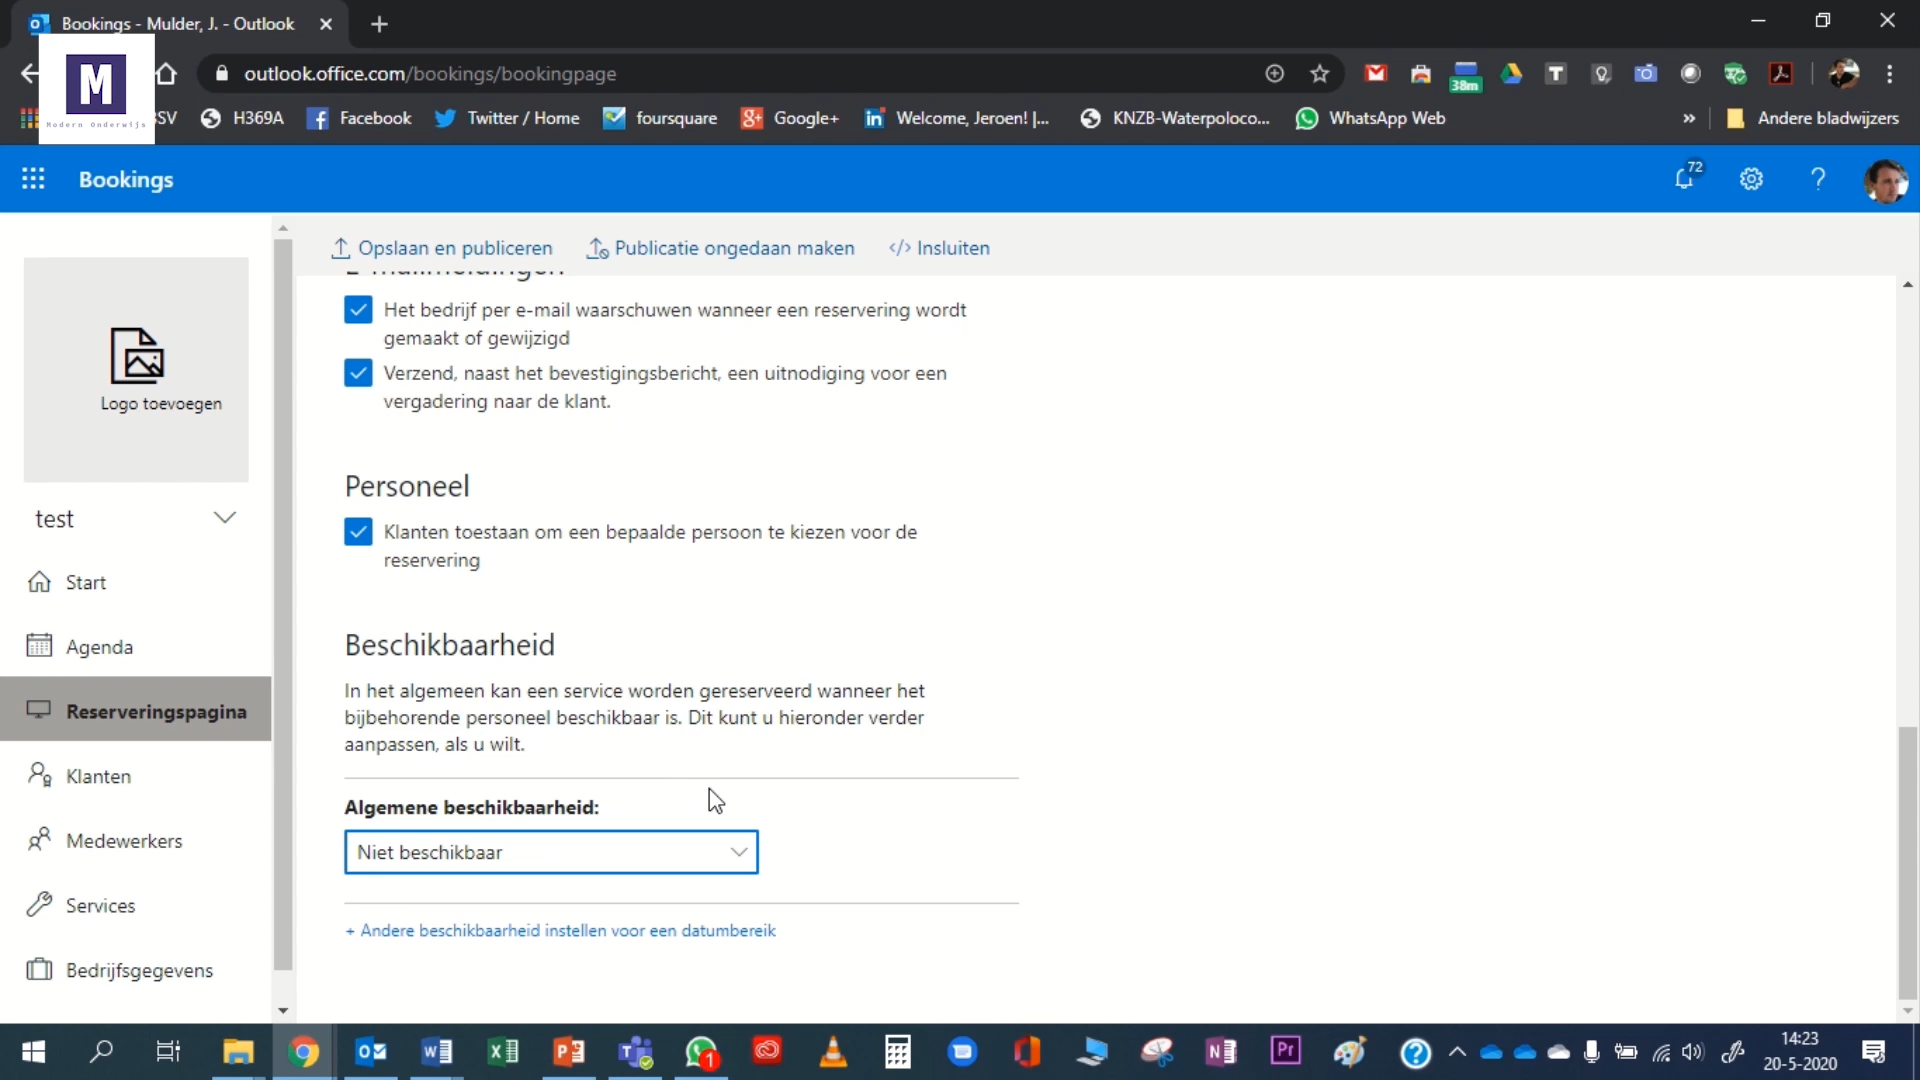 Bookings - Mulder, J. - Outlook
M
Modern Onderwijs
outlook.office.com/bookings/bookingpage
38m
SV
H369A
Facebook
Twitter / Home
foursquare
Google+
Welcome, Jeroen! |...
KNZB-Waterpoloco...
WhatsApp Web
»
Andere bladwijzers
Bookings
72
Opslaan en publiceren
Publicatie ongedaan maken
</> Insluiten
E-mailmeldingen
Het bedrijf per e-mail waarschuwen wanneer een reservering wordt
gemaakt of gewijzigd
Verzend, naast het bevestigingsbericht, een uitnodiging voor een
vergadering naar de klant.
Logo toevoegen
test
Start
Agenda
Reserveringspagina
Klanten
Medewerkers
Services
Bedrijfsgegevens
Personeel
Klanten toestaan om een bepaalde persoon te kiezen voor de
reservering
Beschikbaarheid
In het algemeen kan een service worden gereserveerd wanneer het
bijbehorende personeel beschikbaar is. Dit kunt u hieronder verder
aanpassen, als u wilt.
Algemene beschikbaarheid:
Niet beschikbaar
+ Andere beschikbaarheid instellen voor een datumbereik
1
Pr
14:23
20-5-2020